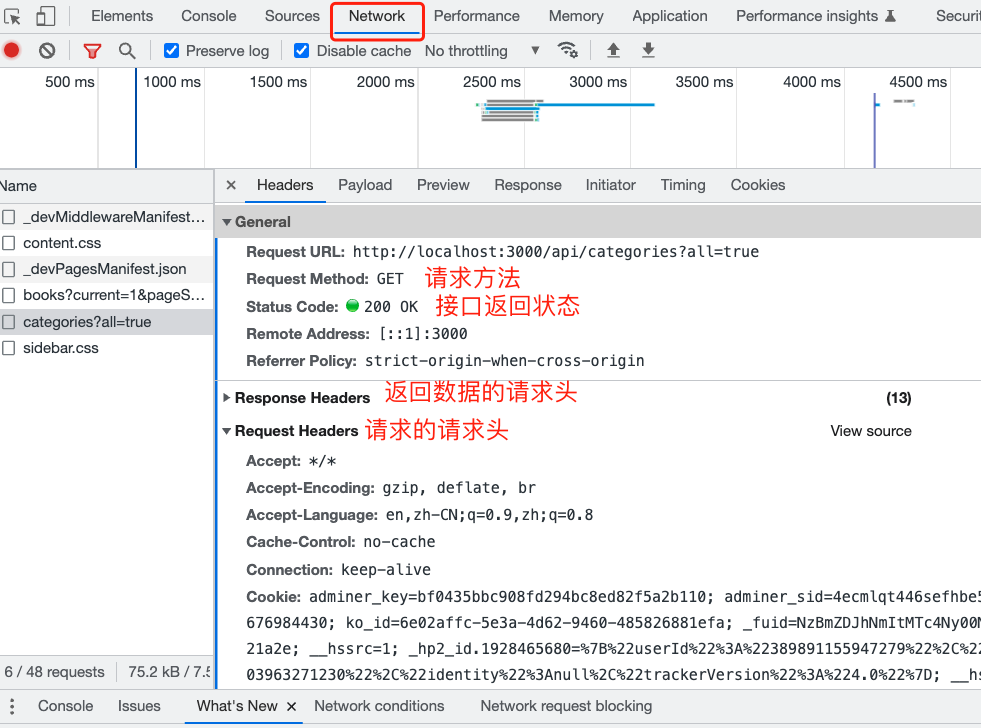 Elements Console Sources Network Performance Memory Application Performance insights
Preserve log Disable cache No throttling
500 ms 1000 ms 1500 ms 2000 ms 2500 ms 3000 ms 3500 ms 4000 ms 4500 ms
Name
_devMiddlewareManifest…
content.css
_devPagesManifest.json
books?current=1&pageS…
categories?all=true
sidebar.css
6 / 48 requests 75.2 kB
Headers Payload Preview Response Initiator Timing Cookies
General
Request URL: http://localhost:3000/api/categories?all=true
Request Method: GET 请求方法
Status Code: 200 OK 接口返回状态
Remote Address: [::1]:3000
Referrer Policy: strict-origin-when-cross-origin
Response Headers 返回数据的请求头 (13)
Request Headers 请求的请求头 View source
Accept: */*
Accept-Encoding: gzip, deflate, br
Accept-Language: en,zh-CN;q=0.9,zh;q=0.8
Cache-Control: no-cache
Connection: keep-alive
Cookie: adminer_key=bf0435bbc908fd294bc8ed82f5a2b110; adminer_sid=4ecmlqt446sefhbe5
676984430; ko_id=6e02affc-5e3a-4d62-9460-485826881efa; _fuid=NzBmZDJhNmItMTc4Ny00N
21a2e; __hssrc=1; _hp2_id.1928465680=%7B%22userId%22%3A%2238989115594727​9%22%2C%22
03963271230%22%2C%22identity%22%3Anull%2C%22trackerVersion%22%3A%224.0%22%7D; __hs
Console Issues What's New Network conditions Network request blocking